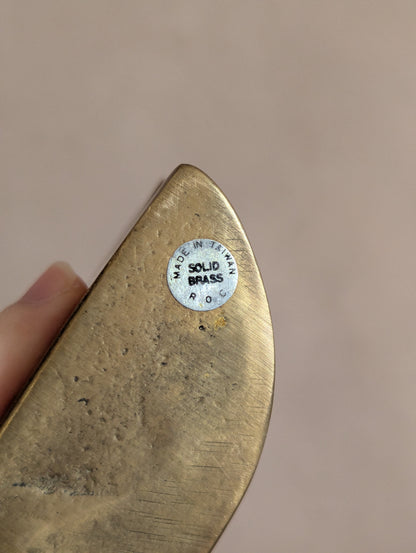 MADE IN TAIWAN
SOLID
BRASS
R O C